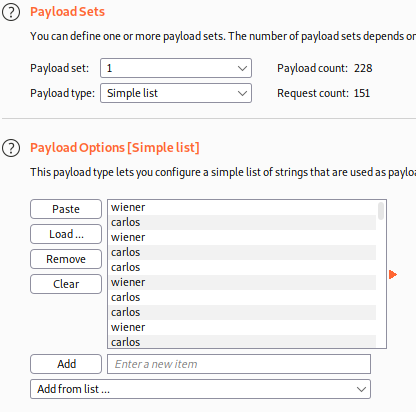 ? Payload Sets
You can define one or more payload sets. The number of payload sets depends on
Payload set: 1 Payload count: 228
Payload type: Simple list Request count: 151
? Payload Options [Simple list]
This payload type lets you configure a simple list of strings that are used as
Paste
Load ...
Remove
Clear
wiener
carlos
wiener
carlos
carlos
wiener
carlos
carlos
wiener
carlos
Add Enter a new item
Add from list ...